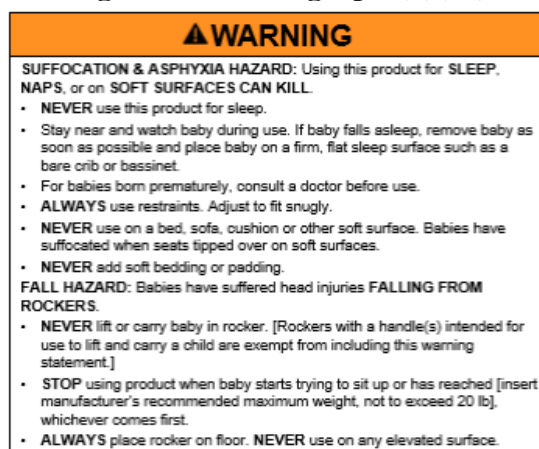 WARNING
SUFFOCATION & ASPHYXIA HAZARD: Using this product for SLEEP,
NAPS, or on SOFT SURFACES CAN KILL.
• NEVER use this product for sleep.
• Stay near and watch baby during use. If baby falls asleep, remove baby as
soon as possible and place baby on a firm, flat sleep surface such as a
bare crib or bassinet.
• For babies born prematurely, consult a doctor before use.
• ALWAYS use restraints. Adjust to fit snugly.
• NEVER use on a bed, sofa, cushion or other soft surface. Babies have
suffocated when seats tipped over on soft surfaces.
• NEVER add soft bedding or padding.
FALL HAZARD: Babies have suffered head injuries FALLING FROM
ROCKERS.
• NEVER lift or carry baby in rocker. [Rockers with a handle(s) intended for
use to lift and carry a child are exempt from including this warning
statement.]
• STOP using product when baby starts trying to sit up or has reached [insert
manufacturer's recommended maximum weight, not to exceed 20 lb],
whichever comes first.
• ALWAYS place rocker on floor. NEVER use on any elevated surface.